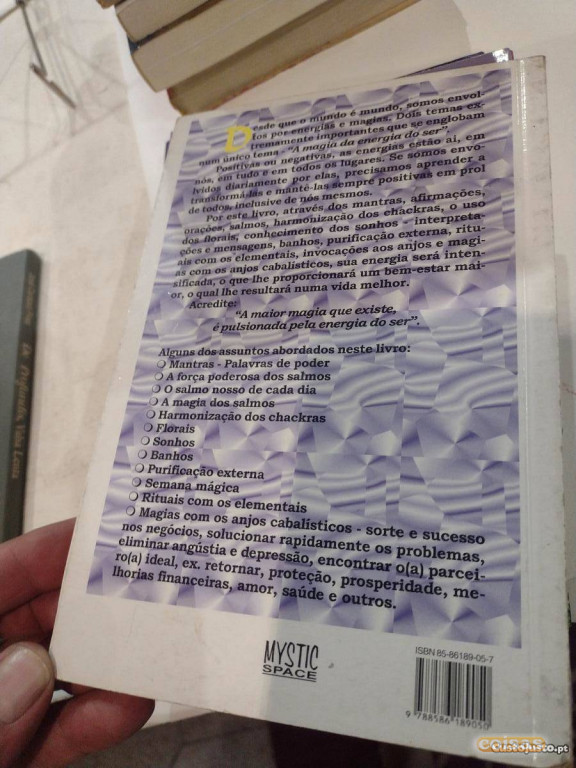 Desde que o mundo é mundo, somos envol-
tos por energias e magias. Dois temas ex-
tremamente importantes que se englobam
num único tema - "A magia da energia do ser".
Positivas ou negativas, as energias estão aí, em
nós, em tudo e em todos os lugares. Se somos envo-
lvidos diariamente por elas, precisamos aprender a
transformá-las e mantê-las sempre positivas em prol
de todos, inclusive de nós mesmos.
Por este livro, através dos mantras, afirmações,
orações, salmos, harmonização dos chackras, o uso
dos florais, conhecimento dos sonhos - interpreta-
ções e mensagens, banhos, purificação externa, ritu-
ais com os elementais, invocações aos anjos e magi-
as com os anjos cabalísticos, sua energia será inten-
sificada, o que lhe proporcionará um bem-estar mai-
or, o qual lhe resultará numa vida melhor.
Acredite:
"A maior magia que existe,
é pulsionada pela energia do ser".
Alguns dos assuntos abordados neste livro:
❍ Mantras - Palavras de poder
❍ A força poderosa dos salmos
❍ O salmo nosso de cada dia
❍ A magia dos salmos
❍ Harmonização dos chackras
❍ Florais
❍ Sonhos
❍ Banhos
❍ Purificação externa
❍ Semana mágica
❍ Rituais com os elementais
❍ Magias com os anjos cabalísticos - sorte e sucesso
nos negócios, solucionar rapidamente os problemas,
eliminar angústia e depressão, encontrar o(a) parcei-
ro(a) ideal, ex. retornar, proteção, prosperidade, me-
lhorias financeiras, amor, saúde e outros.
MYSTIC
SPACE
ISBN 85-86189-05-7
9 788586 189050
coisas
CustoJusto.pt